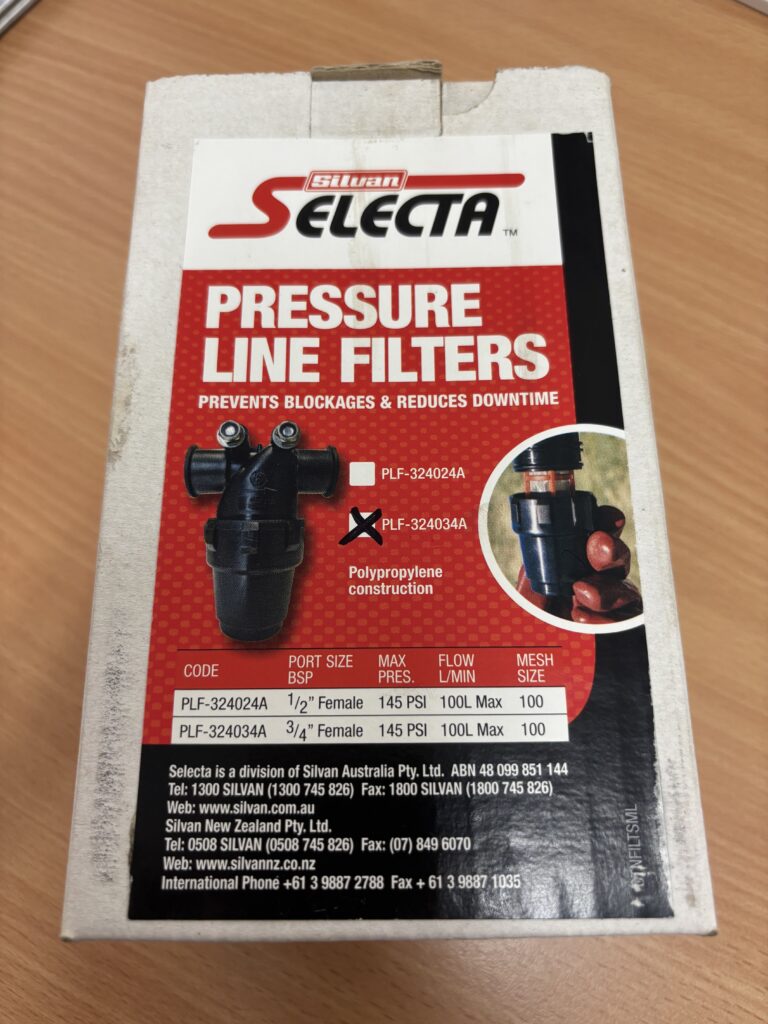 Silvan
SELECTA ™
PRESSURE
LINE FILTERS
PREVENTS BLOCKAGES & REDUCES DOWNTIME
PLF-324024A
PLF-324034A
Polypropylene
construction
CODE PORT SIZE BSP MAX PRES. FLOW L/MIN MESH SIZE
PLF-324024A 1/2” Female 145 PSI 100L Max 100
PLF-324034A 3/4” Female 145 PSI 100L Max 100
Selecta is a division of Silvan Australia Pty. Ltd. ABN 48 099 851 144
Tel: 1300 SILVAN (1300 745 826) Fax: 1800 SILVAN (1800 745 826)
Web: www.silvan.com.au
Silvan New Zealand Pty. Ltd.
Tel: 0508 SILVAN (0508 745 826) Fax: (07) 849 6070
Web: www.silvannz.co.nz
International Phone +61 3 9887 2788 Fax + 61 3 9887 1035